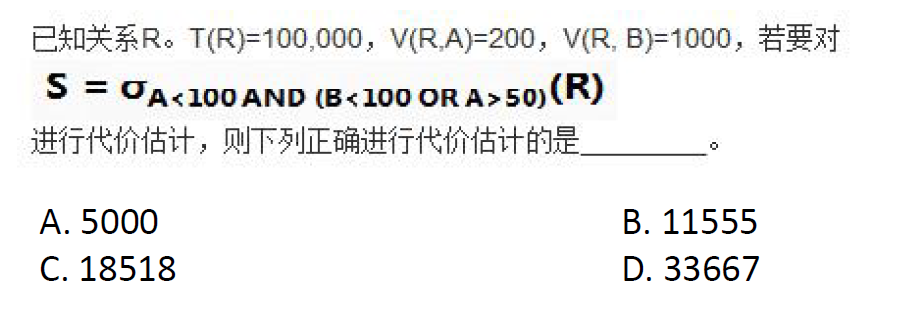 已知关系R。T(R)=100,000，V(R,A)=200，V(R, B)=1000，若要对
S = σA<100 AND (B<100 OR A>50)(R)
进行代价估计，则下列正确进行代价估计的是________。
A. 5000 B. 11555
C. 18518 D. 33667